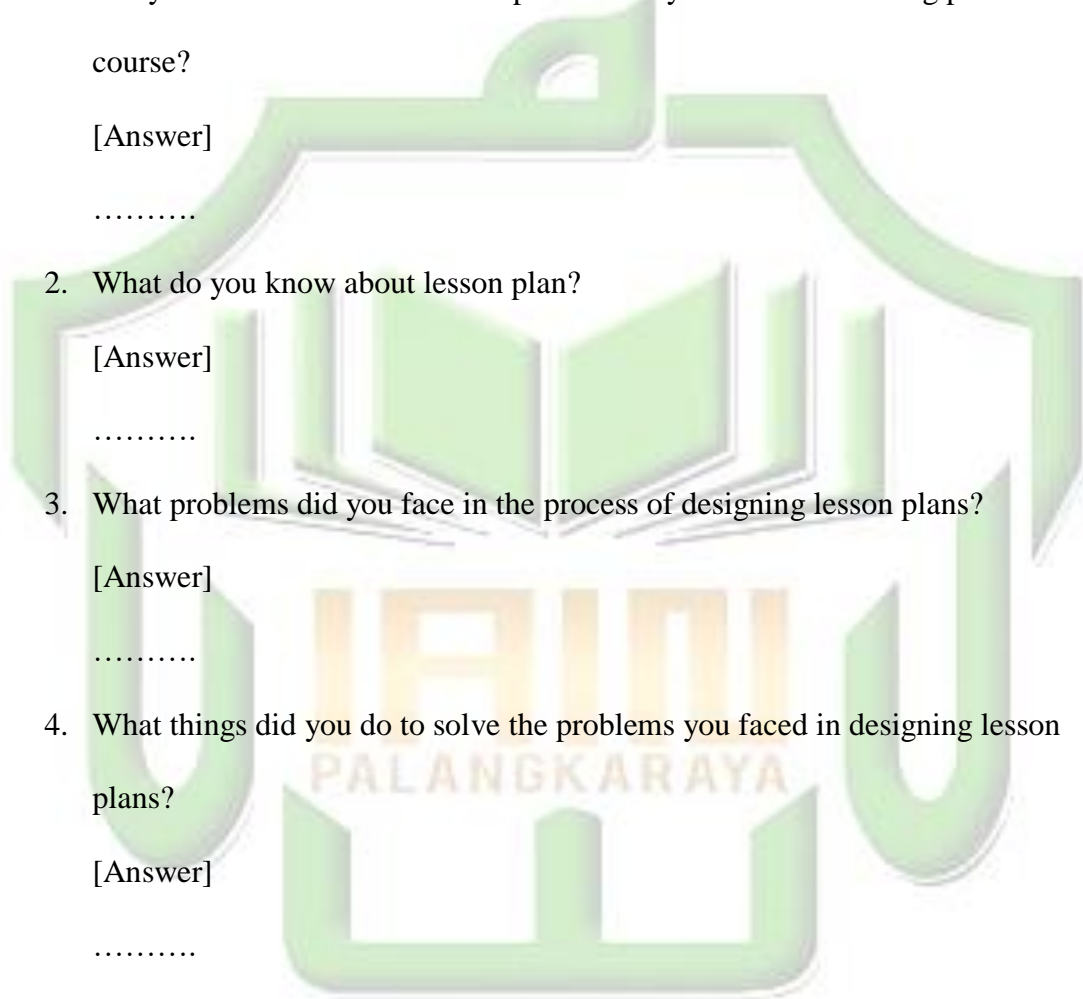 course?
[Answer]
……….
2. What do you know about lesson plan?
[Answer]
……….
3. What problems did you face in the process of designing lesson plans?
[Answer]
……….
IAIN
4. What things did you do to solve the problems you faced in designing lesson
PALANGKARAYA
plans?
[Answer]
……….